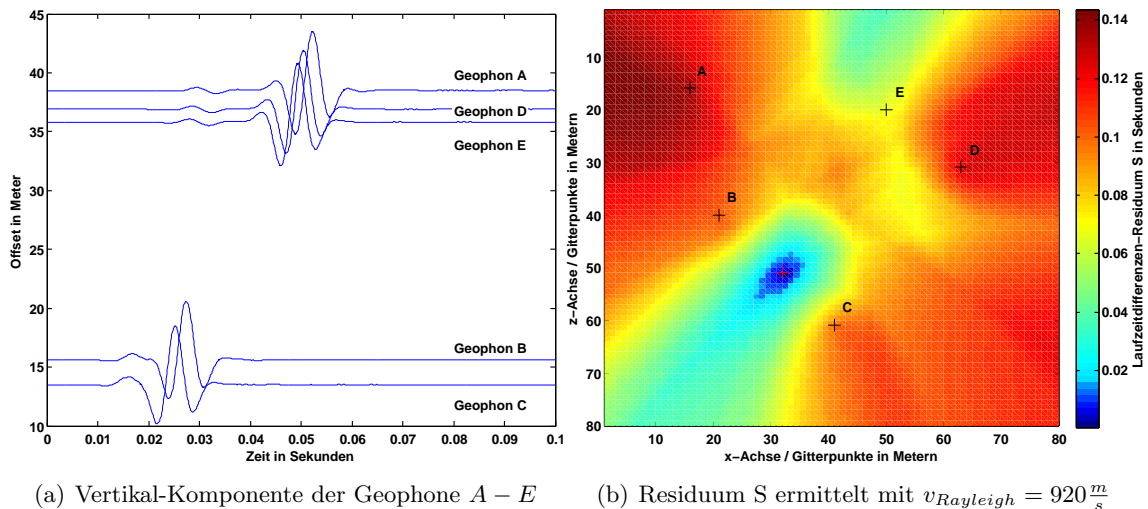 45
40
35
30
25
20
15
10
Offset in Meter
Geophon A
Geophon D
Geophon E
Geophon B
Geophon C
0 0.01 0.02 0.03 0.04 0.05 0.06 0.07 0.08 0.09 0.1
Zeit in Sekunden
(a) Vertikal-Komponente der Geophone A − E
10
20
30
40
50
60
70
80
z−Achse / Gitterpunkte in Metern
A
E
D
B
C
10 20 30 40 50 60 70 80
x−Achse / Gitterpunkte in Metern
0.14
0.12
0.1
0.08
0.06
0.04
0.02
Laufzeitdifferenzen−Residuum S in Sekunden
(b) Residuum S ermittelt mit v_Rayleigh = 920 m/s